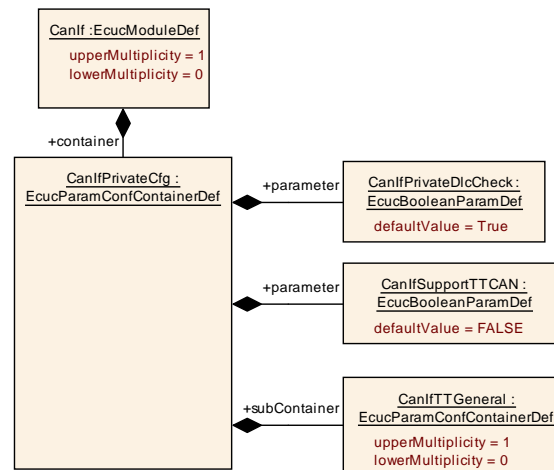 CanIf :EcucModuleDef
upperMultiplicity = 1
lowerMultiplicity = 0
+container
CanIfPrivateCfg :
EcucParamConfContainerDef
+parameter
CanIfPrivateDlcCheck :
EcucBooleanParamDef
defaultValue = True
+parameter
CanIfSupportTTCAN :
EcucBooleanParamDef
defaultValue = FALSE
+subContainer
CanIfTTGeneral :
EcucParamConfContainerDef
upperMultiplicity = 1
lowerMultiplicity = 0